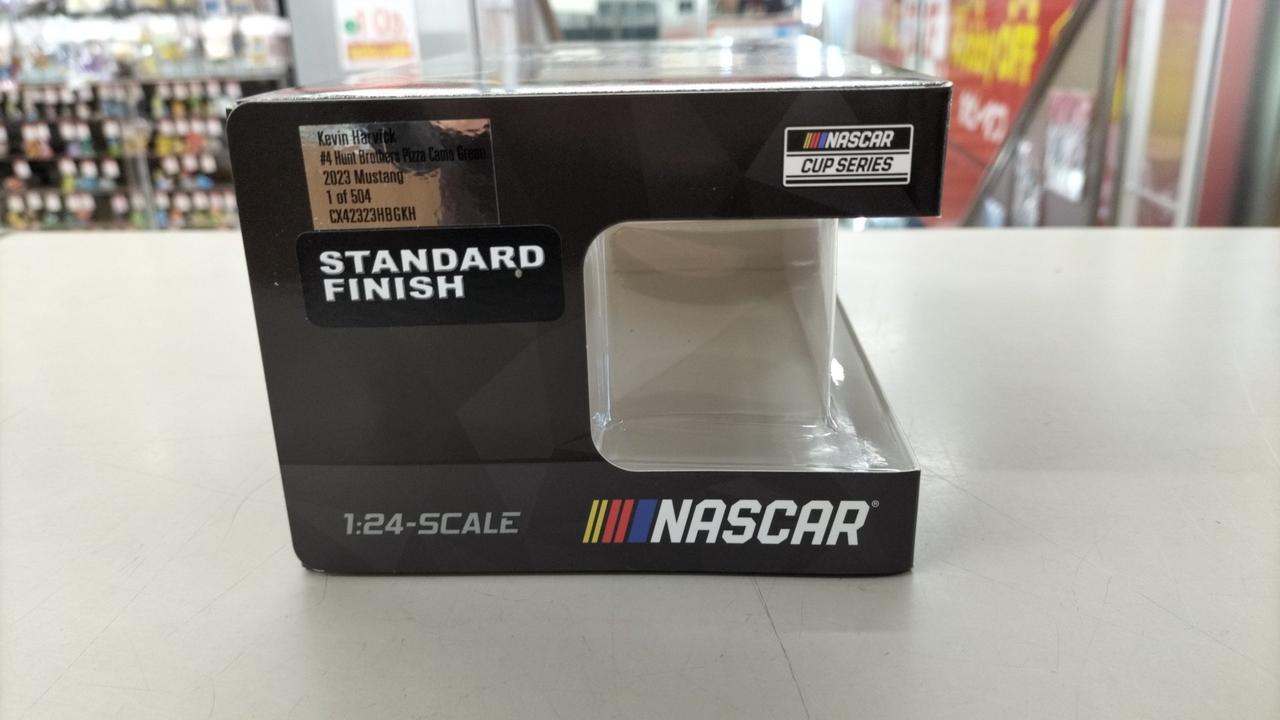 Kevin Harvick
#4 Hunt Brothers Pizza Camo Green
2023 Mustang
1 of 504
CX42323HBGKH
NASCAR
CUP SERIES
STANDARD
FINISH
1:24-SCALE
NASCAR®